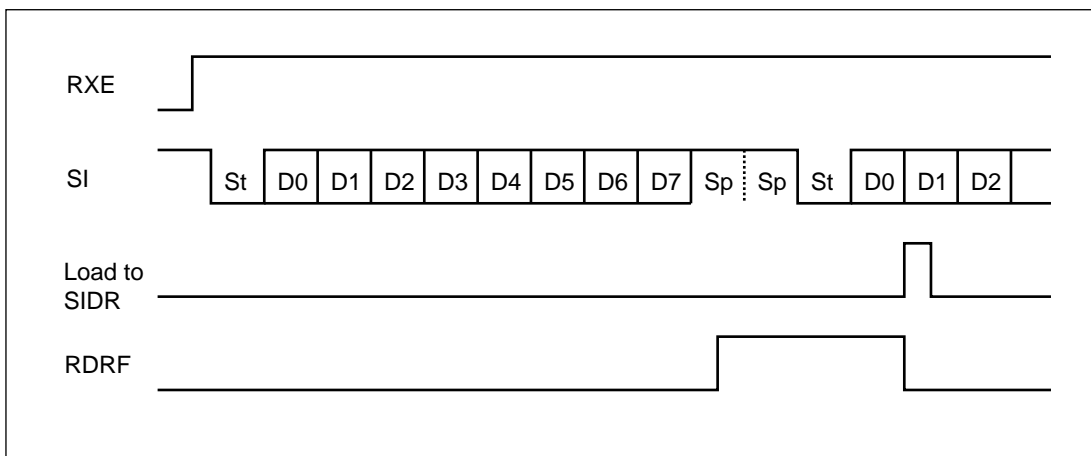 RXE
SI
St D0 D1 D2 D3 D4 D5 D6 D7 Sp Sp St D0 D1 D2
Load to
SIDR
RDRF